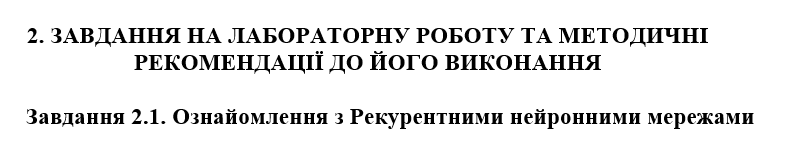 2. ЗАВДАННЯ НА ЛАБОРАТОРНУ РОБОТУ ТА МЕТОДИЧНІ
РЕКОМЕНДАЦІЇ ДО ЙОГО ВИКОНАННЯ
Завдання 2.1. Ознайомлення з Рекурентними нейронними мережами